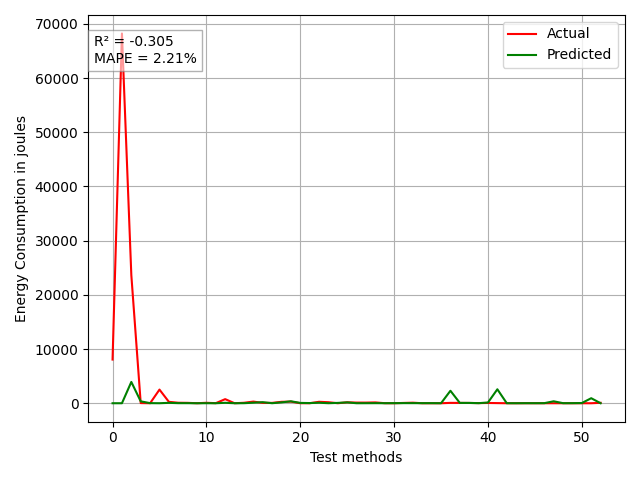 R² = -0.305
MAPE = 2.21%
Actual
Predicted
Energy Consumption in joules
70000
60000
50000
40000
30000
20000
10000
0
0 10 20 30 40 50
Test methods